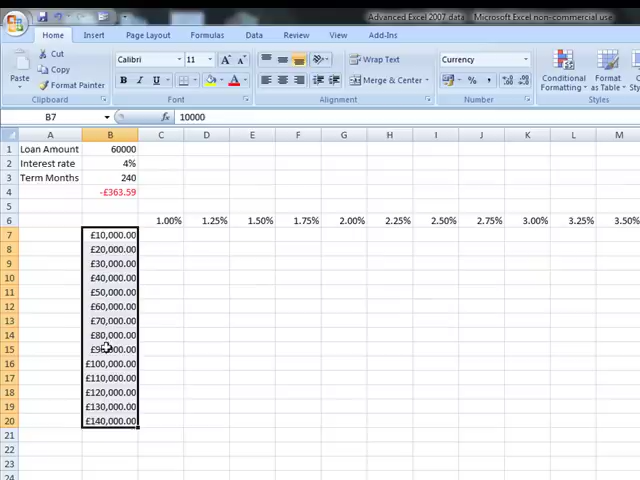 Advanced Excel 2007 data - Microsoft Excel non-commercial use
Home Insert Page Layout Formulas Data Review View Add-Ins
Paste
Cut
Copy
Format Painter
Clipboard
Calibri 11
B I U
Font
Wrap Text
Merge & Center
Alignment
Currency
% , .0 .00 .00 .0
Number
Conditional Formatting
Format as Table
Styles
B7 fx 10000
A B C D E F G H I J K L M
1 Loan Amount 60000
2 Interest rate 4%
3 Term Months 240
4 -£363.59
5
6 1.00% 1.25% 1.50% 1.75% 2.00% 2.25% 2.50% 2.75% 3.00% 3.25% 3.50%
7 £10,000.00
8 £20,000.00
9 £30,000.00
10 £40,000.00
11 £50,000.00
12 £60,000.00
13 £70,000.00
14 £80,000.00
15
16 £100,000.00
17 £110,000.00
18 £120,000.00
19 £130,000.00
20 £140,000.00
21
22
23
24